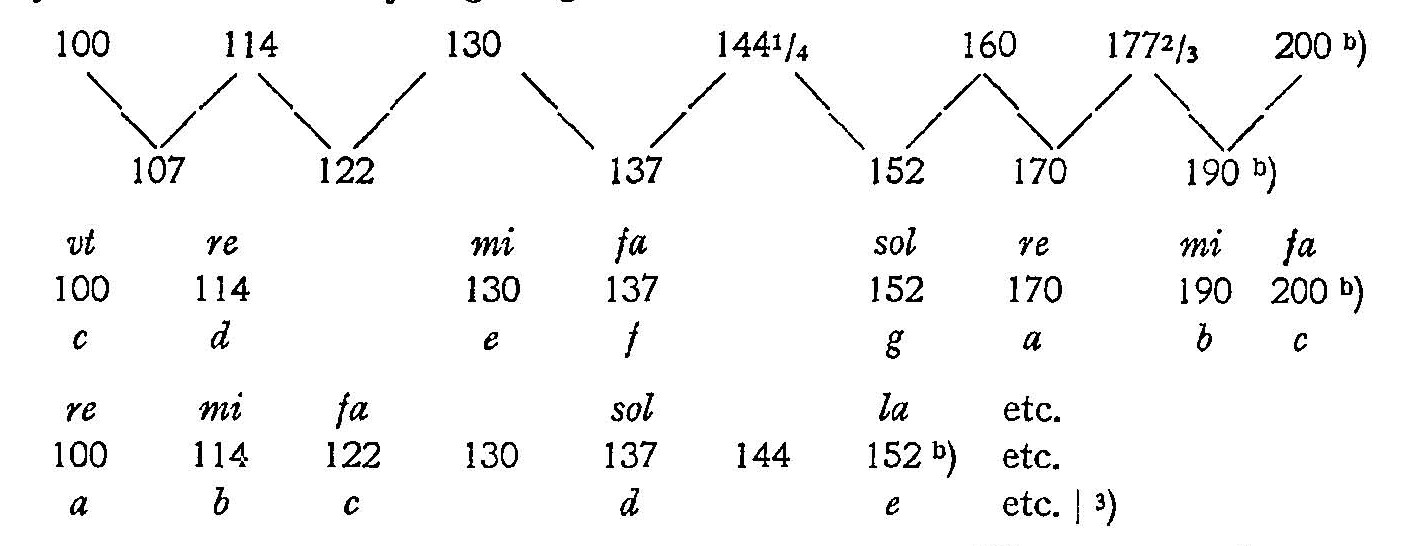 100 114 130 144 1/4 160 177 2/3 200 b)
107 122 137 152 170 190 b)
vt re mi fa sol re mi fa
100 114 130 137 152 170 190 200 b)
c d e f g a b c
re mi fa sol la etc.
100 114 122 130 137 144 152 b) etc.
a b c d e etc. | 3)